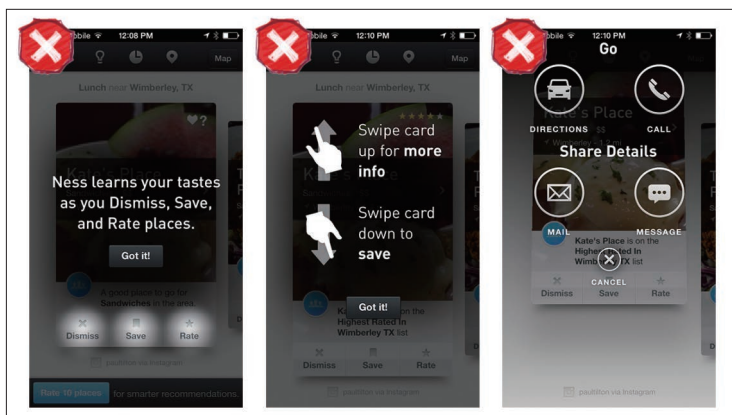 obile 12:08 PM
Map
Lunch near Wimberley, TX
?
Ness learns your tastes
as you Dismiss, Save,
and Rate places.
Got it!
A good place to go for
Sandwiches in the area.
Dismiss Save Rate
paultilton via Instagram
Rate 10 places for smarter recommendations.
obile 12:10 PM
Map
Lunch near Wimberley, TX
Swipe card
up for more
info
Swipe card
down to
save
Got it!
Highest Rated In
Wimberley TX list
Dismiss Save Rate
paultilton via Instagram
obile 12:10 PM
Go
Kate's Place
DIRECTIONS CALL
$$
Share Details
MAIL MESSAGE
Kate's Place is on the
Highest Rated In
Wimberley TX list
CANCEL
Dismiss Save Rate
paultilton via Instagram